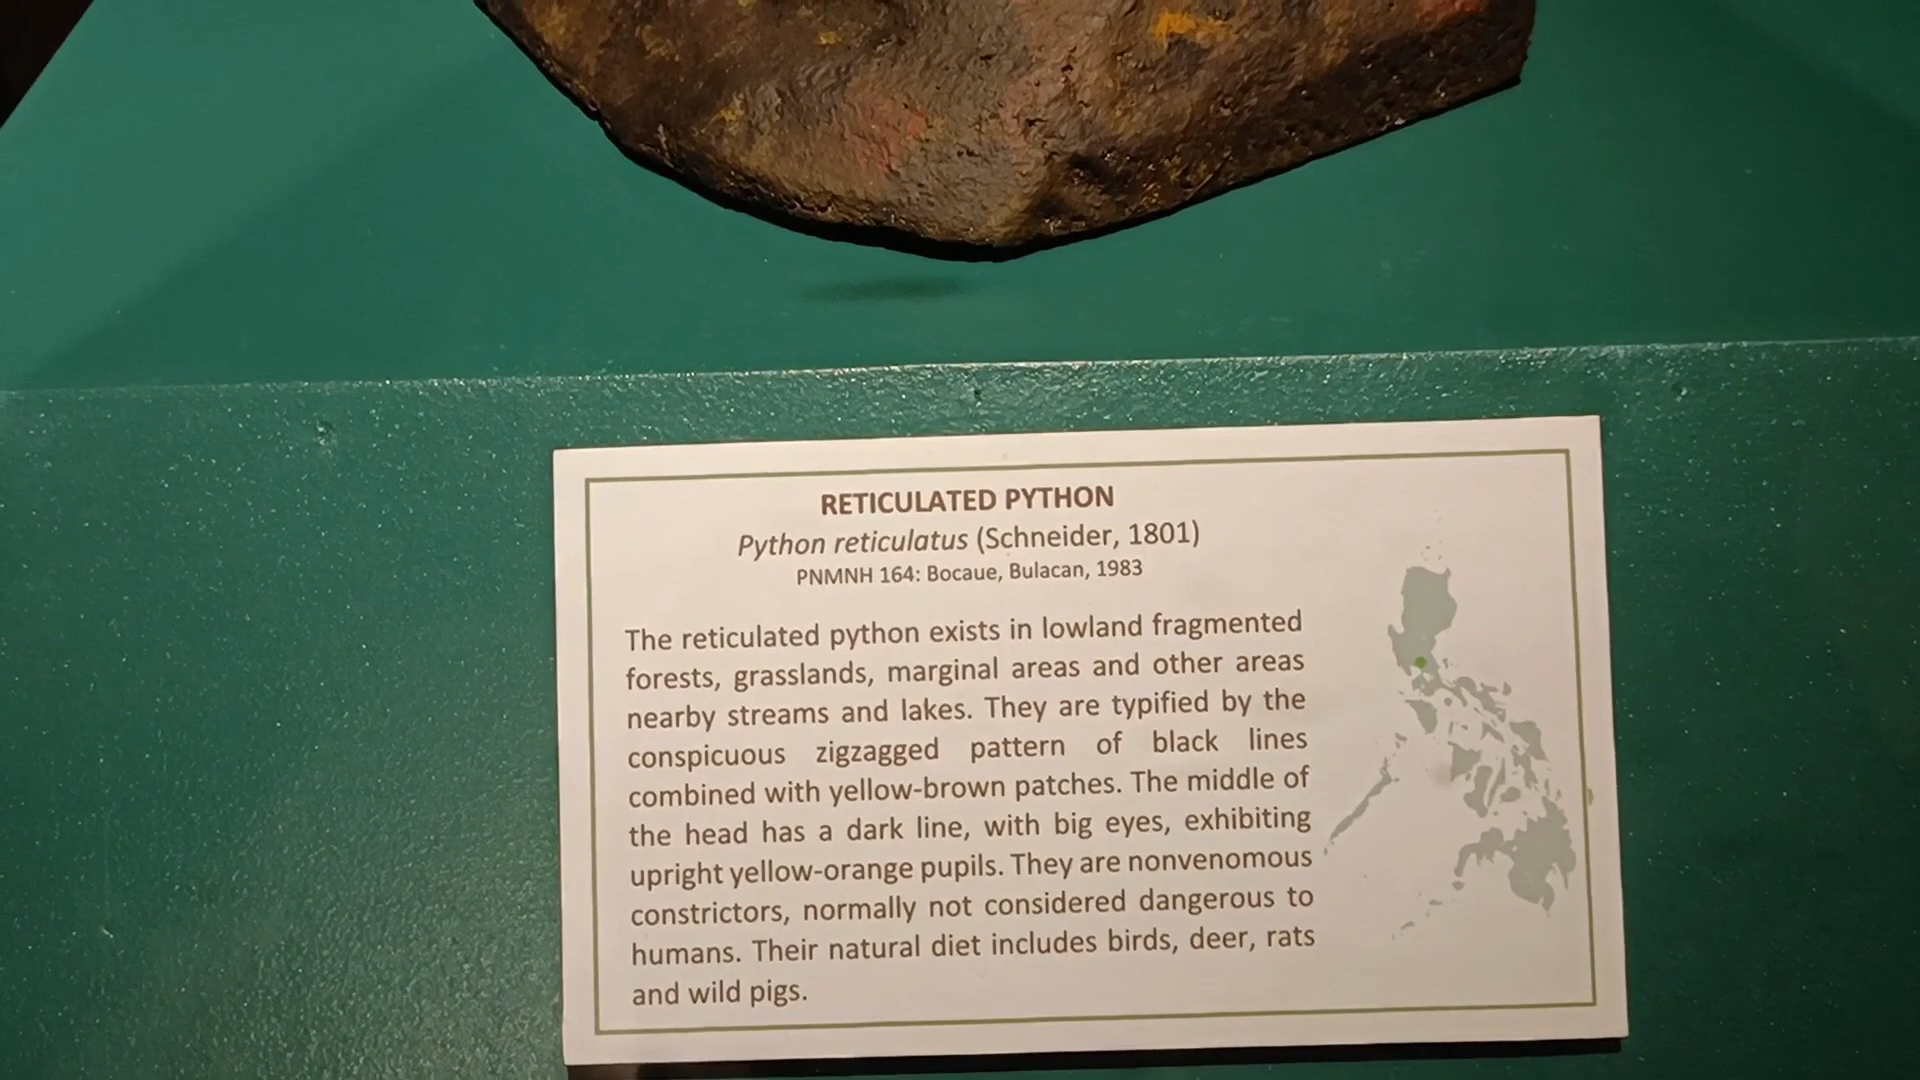 RETICULATED PYTHON
Python reticulatus (Schneider, 1801)
PNMNH 164: Bocaue, Bulacan, 1983
The reticulated python exists in lowland fragmented
forests, grasslands, marginal areas and other areas
nearby streams and lakes. They are typified by the
conspicuous zigzagged pattern of black lines
combined with yellow-brown patches. The middle of
the head has a dark line, with big eyes, exhibiting
upright yellow-orange pupils. They are nonvenomous
constrictors, normally not considered dangerous to
humans. Their natural diet includes birds, deer, rats
and wild pigs.